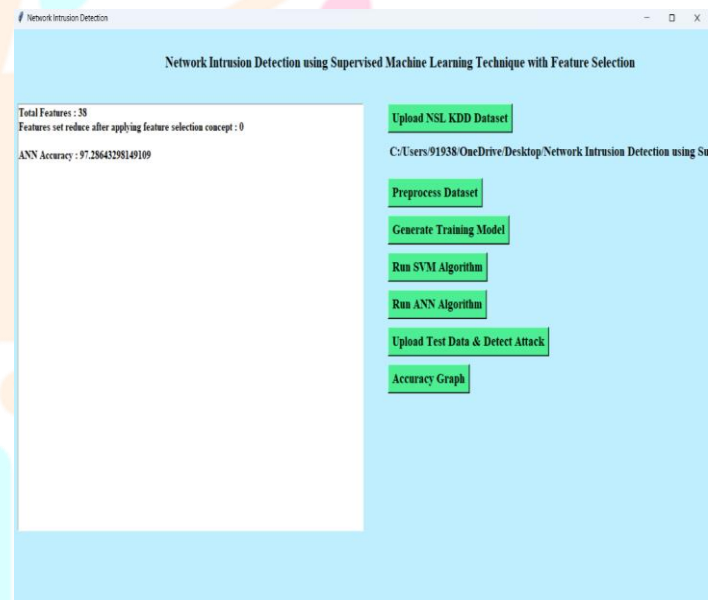 Network Intrusion Detection
Network Intrusion Detection using Supervised Machine Learning Technique with Feature Selection
Total Features : 38
Features set reduce after applying feature selection concept : 0
ANN Accuracy : 97.28643298149109
Upload NSL KDD Dataset
C:/Users/91938/OneDrive/Desktop/Network Intrusion Detection using Su
Preprocess Dataset
Generate Training Model
Run SVM Algorithm
Run ANN Algorithm
Upload Test Data & Detect Attack
Accuracy Graph